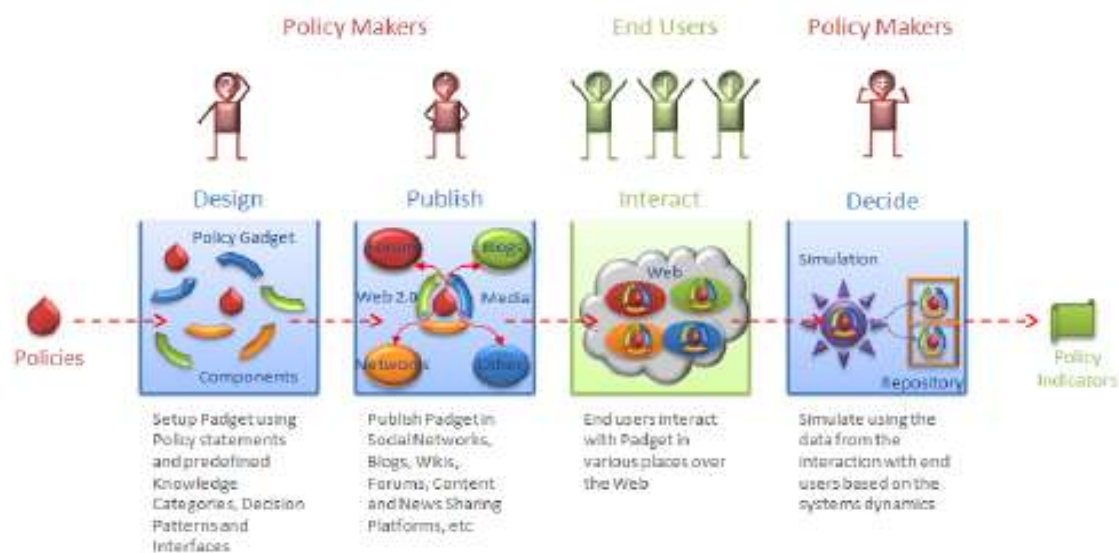 Policy Makers
End Users
Policy Makers
Design
Publish
Interact
Decide
Policy Gadget
Components
Forum
Blogs
Web 2.0
Media
Networks
Other
Web
Simulation
Repository
Policies
Policy
Indicators
Setup Padget using
Policy statements
and predefined
Knowledge
Categories, Decision
Patterns and
Interfaces
Publish Padget in
Social Networks,
Blogs, Wikis,
Forums, Content
and News Sharing
Platforms, etc
End users interact
with Padget in
various places over
the Web
Simulate using the
data from the
interaction with end
users based on the
systems dynamics